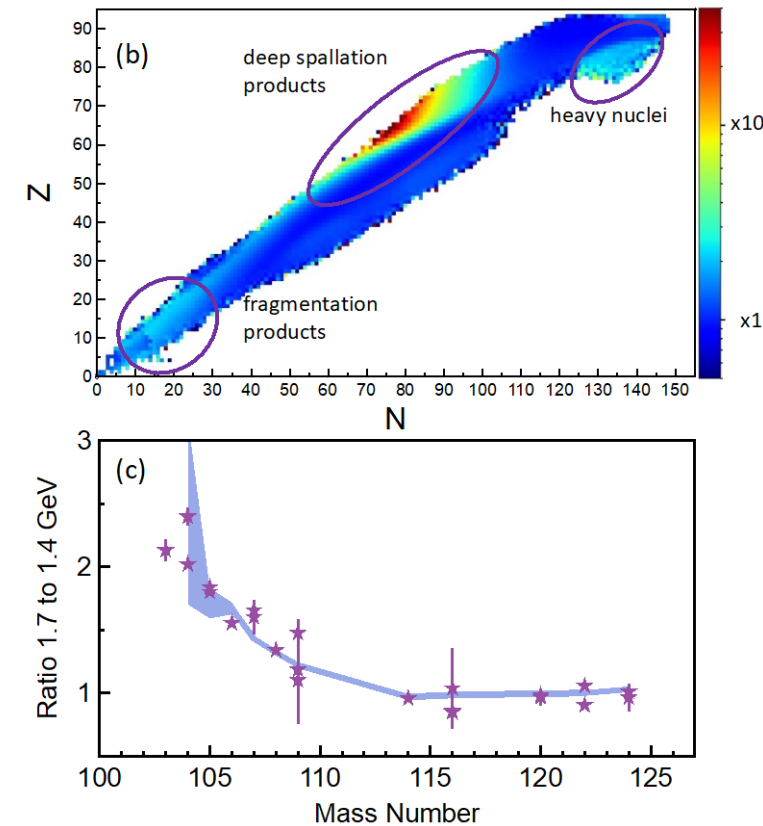 (b)
deep spallation
products
heavy nuclei
fragmentation
products
Z
90
80
70
60
50
40
30
20
10
0
0 10 20 30 40 50 60 70 80 90 100 110 120 130 140 150
N
x10
x1
(c)
Ratio 1.7 to 1.4 GeV
3
2
1
100 105 110 115 120 125
Mass Number